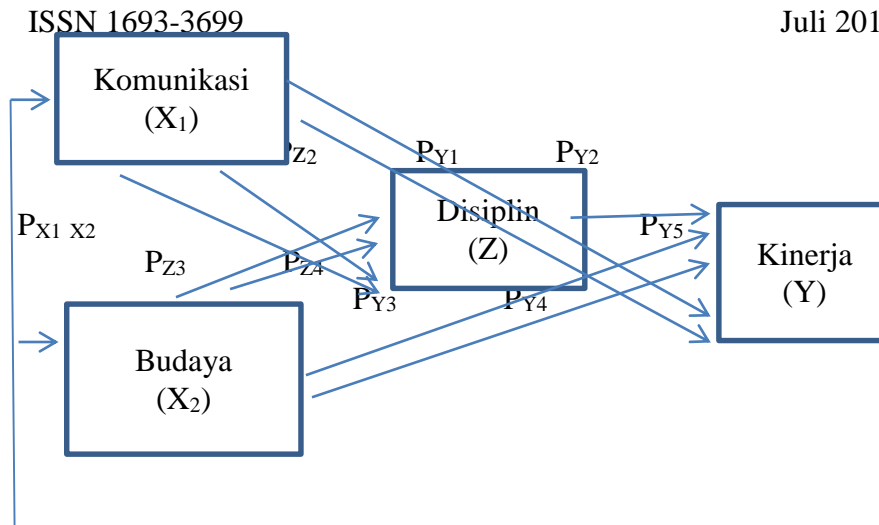 ISSN 1693-3699 Juli 201
Komunikasi
(X₁)
PZ2 PY1 PY2
Disiplin
(Z)
PX1 X2
PZ3 PZ4 PY5
Kinerja
(Y)
PY3 PY4
Budaya
(X₂)